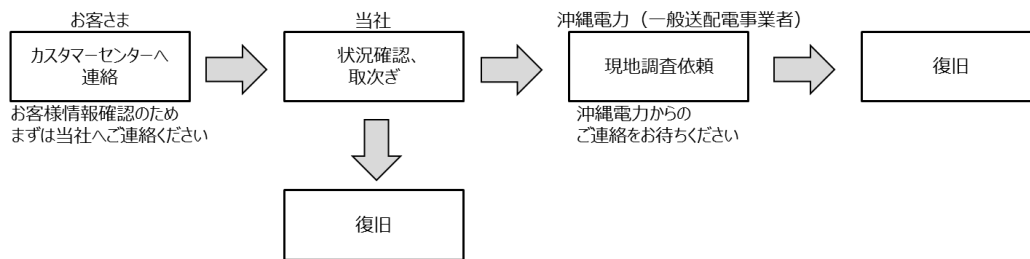 お客さま
カスタマーセンターへ
連絡
お客様情報確認のため
まずは当社へご連絡ください
当社
状況確認、
取次ぎ
復旧
沖縄電力（一般送配電事業者）
現地調査依頼
沖縄電力からの
ご連絡をお待ちください
復旧